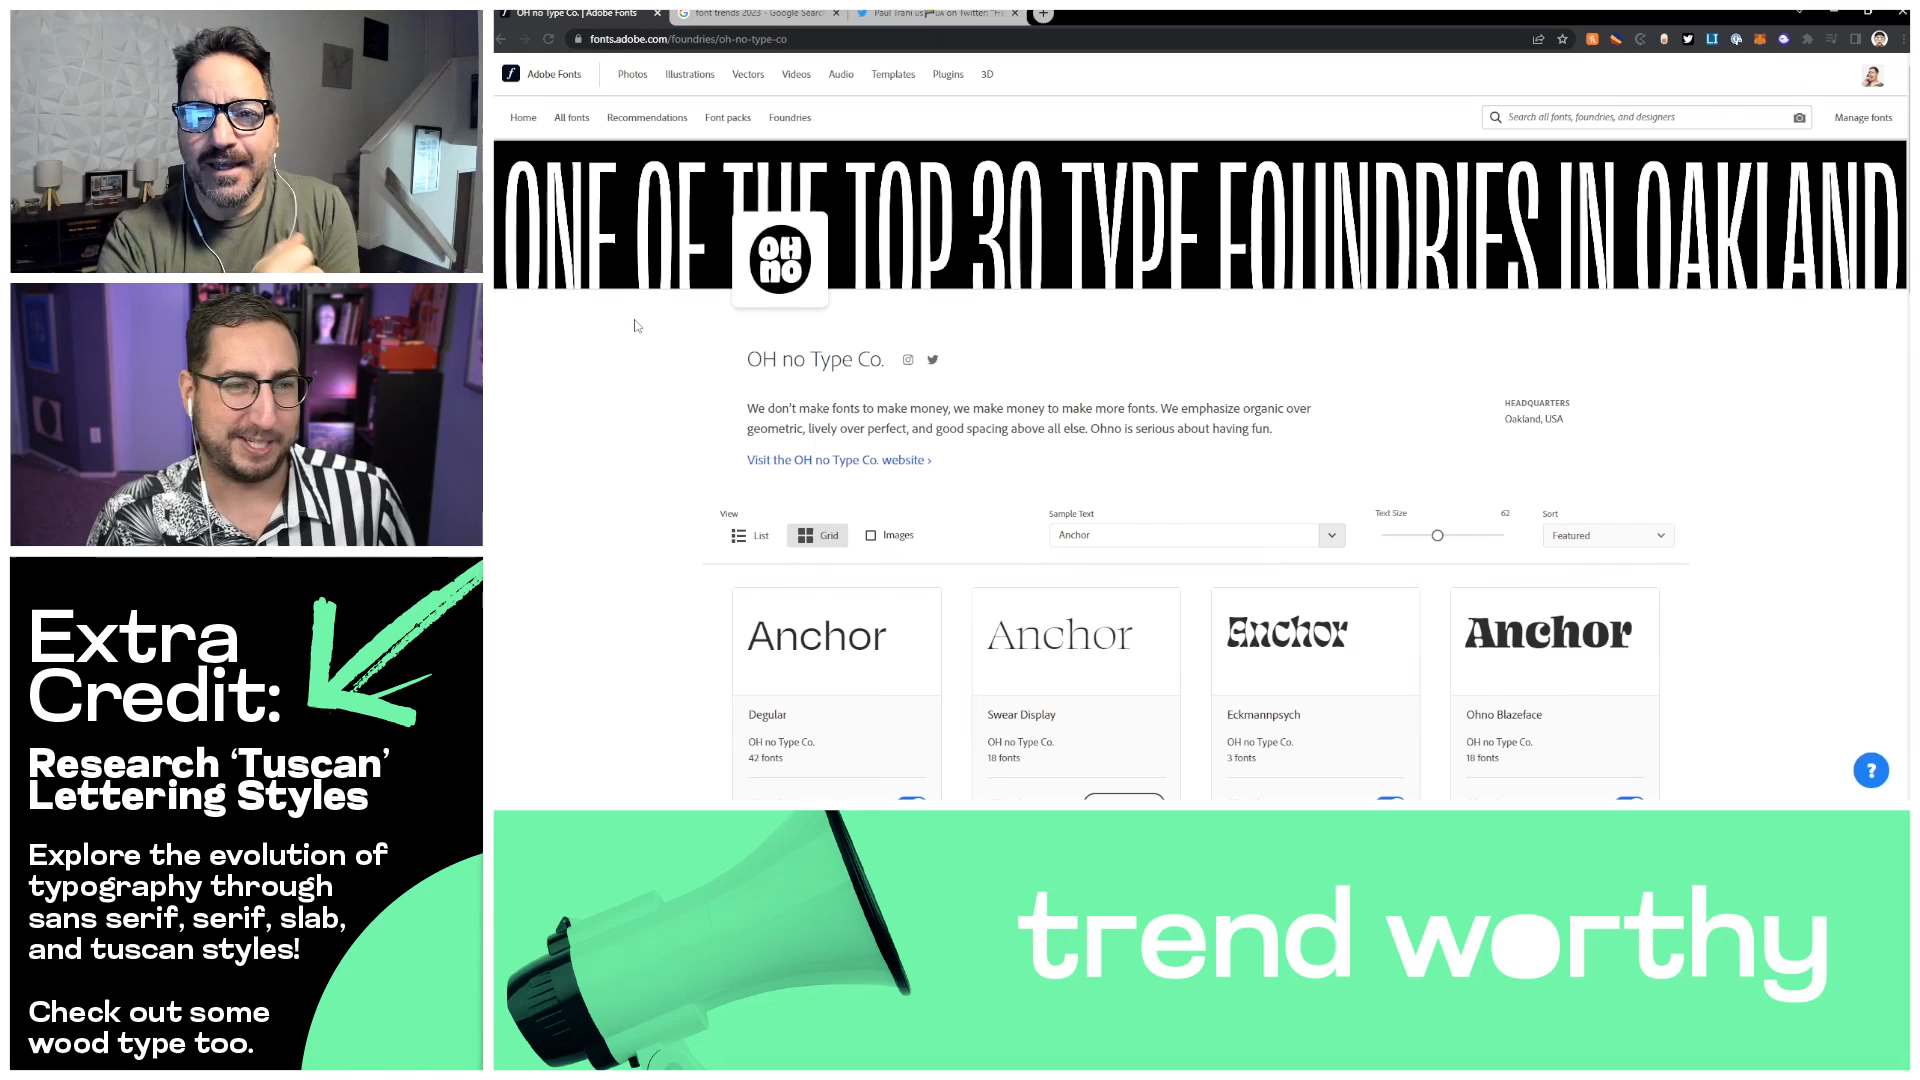 OH no Type Co. | Adobe Fonts
font trends 2023 - Google Search
fonts.adobe.com/foundries/oh-no-type-co
Adobe Fonts
Photos
Illustrations
Vectors
Videos
Audio
Templates
Plugins
3D
Home
All fonts
Recommendations
Font packs
Foundries
Search all fonts, foundries, and designers
Manage fonts
ONE OF THE TOP 30 TYPE FOUNDRIES IN OAKLAND
OH
no
OH no Type Co.
We don't make fonts to make money, we make money to make more fonts. We emphasize organic over
geometric, lively over perfect, and good spacing above all else. Ohno is serious about having fun.
HEADQUARTERS
Oakland, USA
Visit the OH no Type Co. website ›
View
List
Grid
Images
Sample Text
Anchor
Text Size
62
Sort
Featured
Anchor
Anchor
Anchor
Anchor
Degular
Swear Display
Eckmannpsych
Ohno Blazeface
OH no Type Co.
OH no Type Co.
OH no Type Co.
OH no Type Co.
42 fonts
18 fonts
3 fonts
18 fonts
?
Extra
Credit:
Research ‘Tuscan’
Lettering Styles
Explore the evolution of
typography through
sans serif, serif, slab,
and tuscan styles!
Check out some
wood type too.
trend worthy